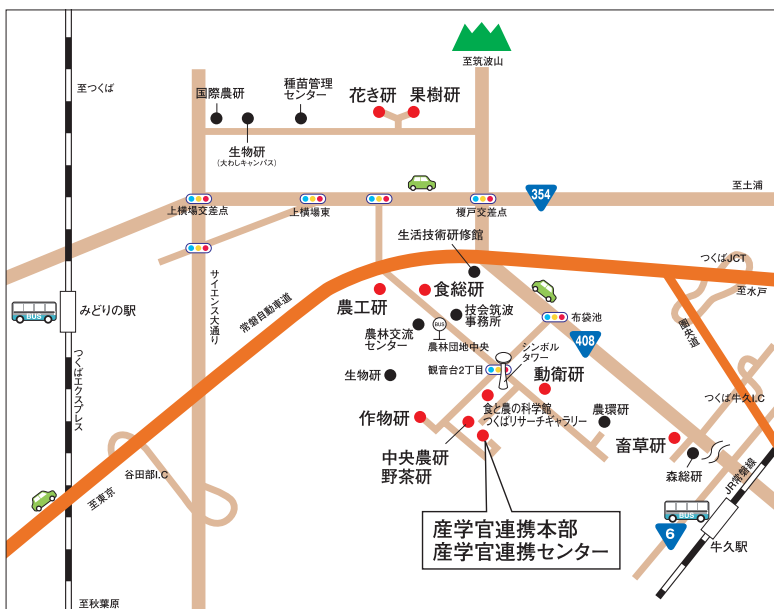 至筑波山
至つくば
国際農研
種苗管理
センター
花き研
果樹研
生物研
(大わしキャンパス)
354
至土浦
上横場交差点
上横場東
榎戸交差点
生活技術研修館
つくばJCT
至水戸
みどりの駅
BUS
サイエンス大通り
常磐自動車道
農工研
食総研
技会筑波
事務所
農林交流
センター
BUS
農林団地中央
布袋池
408
圏央道
シンボル
タワー
観音台2丁目
つくばエクスプレス
生物研
動衛研
つくば牛久I.C
食と農の科学館
つくばリサーチギャラリー
農環研
作物研
中央農研
野茶研
畜草研
森総研
JR常磐線
谷田部I.C
至東京
BUS
6
牛久駅
産学官連携本部
産学官連携センター
至秋葉原